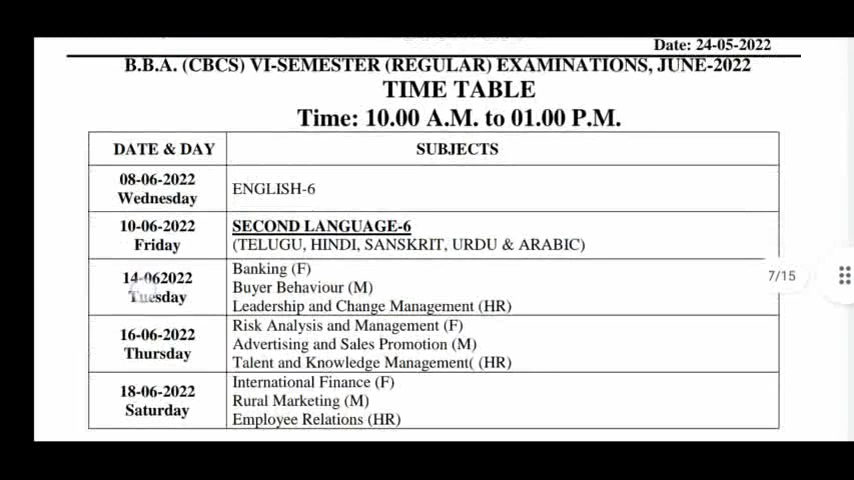 Date: 24-05-2022
B.B.A. (CBCS) VI-SEMESTER (REGULAR) EXAMINATIONS, JUNE-2022
TIME TABLE
Time: 10.00 A.M. to 01.00 P.M.
DATE & DAY SUBJECTS
08-06-2022
Wednesday
ENGLISH-6
10-06-2022
Friday
SECOND LANGUAGE-6
(TELUGU, HINDI, SANSKRIT, URDU & ARABIC)
14-062022
Tuesday
Banking (F)
Buyer Behaviour (M)
Leadership and Change Management (HR)
16-06-2022
Thursday
Risk Analysis and Management (F)
Advertising and Sales Promotion (M)
Talent and Knowledge Management( (HR)
18-06-2022
Saturday
International Finance (F)
Rural Marketing (M)
Employee Relations (HR)
7/15